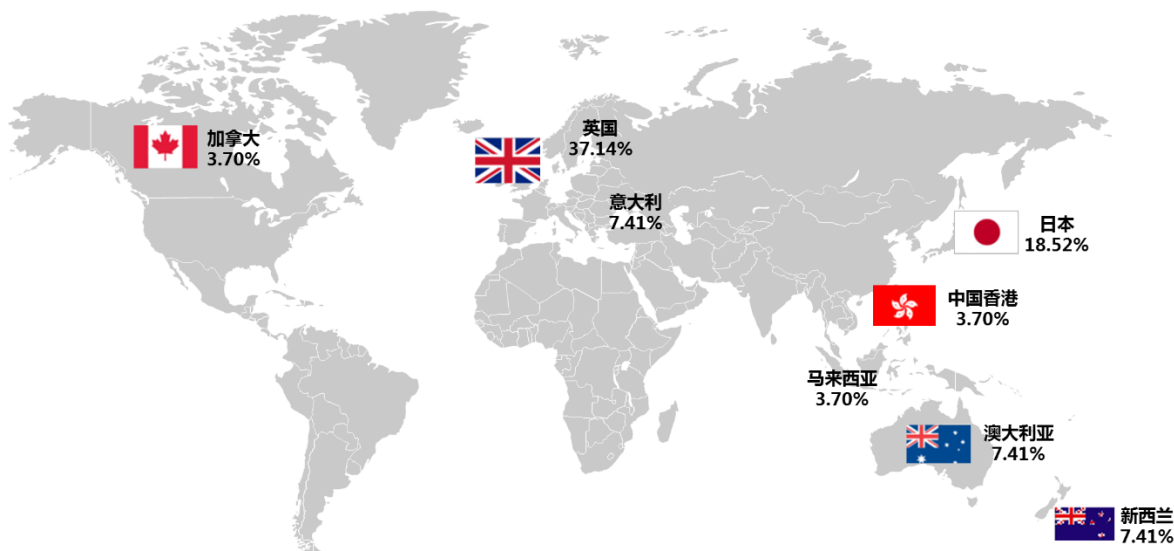 加拿大
3.70%
英国
37.14%
意大利
7.41%
日本
18.52%
中国香港
3.70%
马来西亚
3.70%
澳大利亚
7.41%
新西兰
7.41%